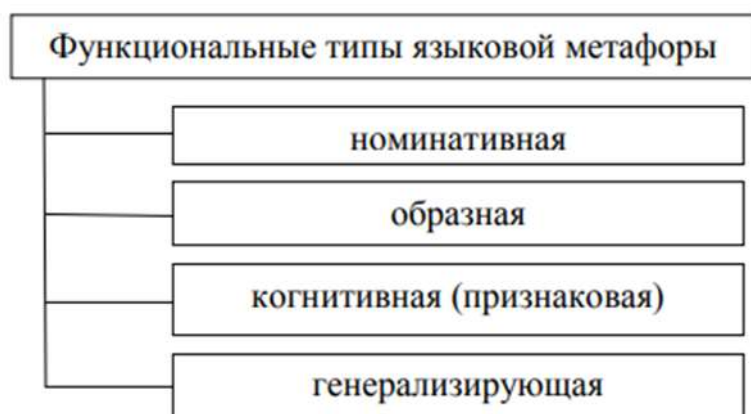 Функциональные типы языковой метафоры
номинативная
образная
когнитивная (признаковая)
генерализирующая